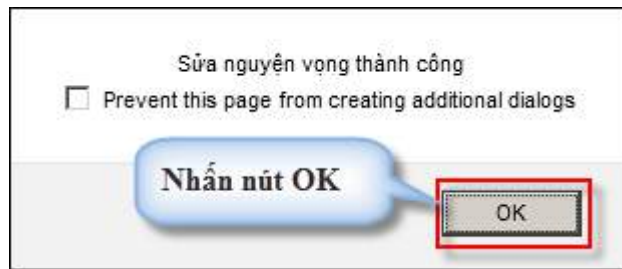 Sửa nguyện vọng thành công
Prevent this page from creating additional dialogs
Nhấn nút OK
OK